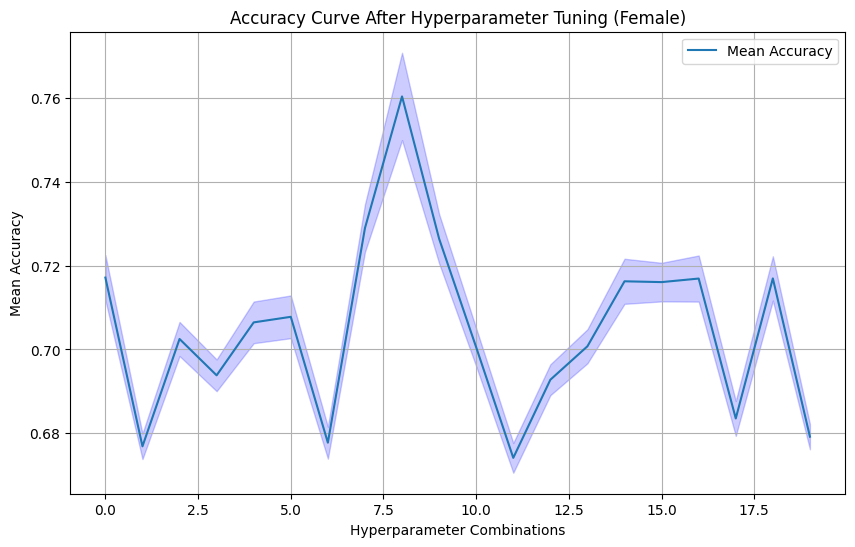 Accuracy Curve After Hyperparameter Tuning (Female)
Mean Accuracy
0.76
0.74
0.72
0.70
0.68
Mean Accuracy
0.0 2.5 5.0 7.5 10.0 12.5 15.0 17.5
Hyperparameter Combinations